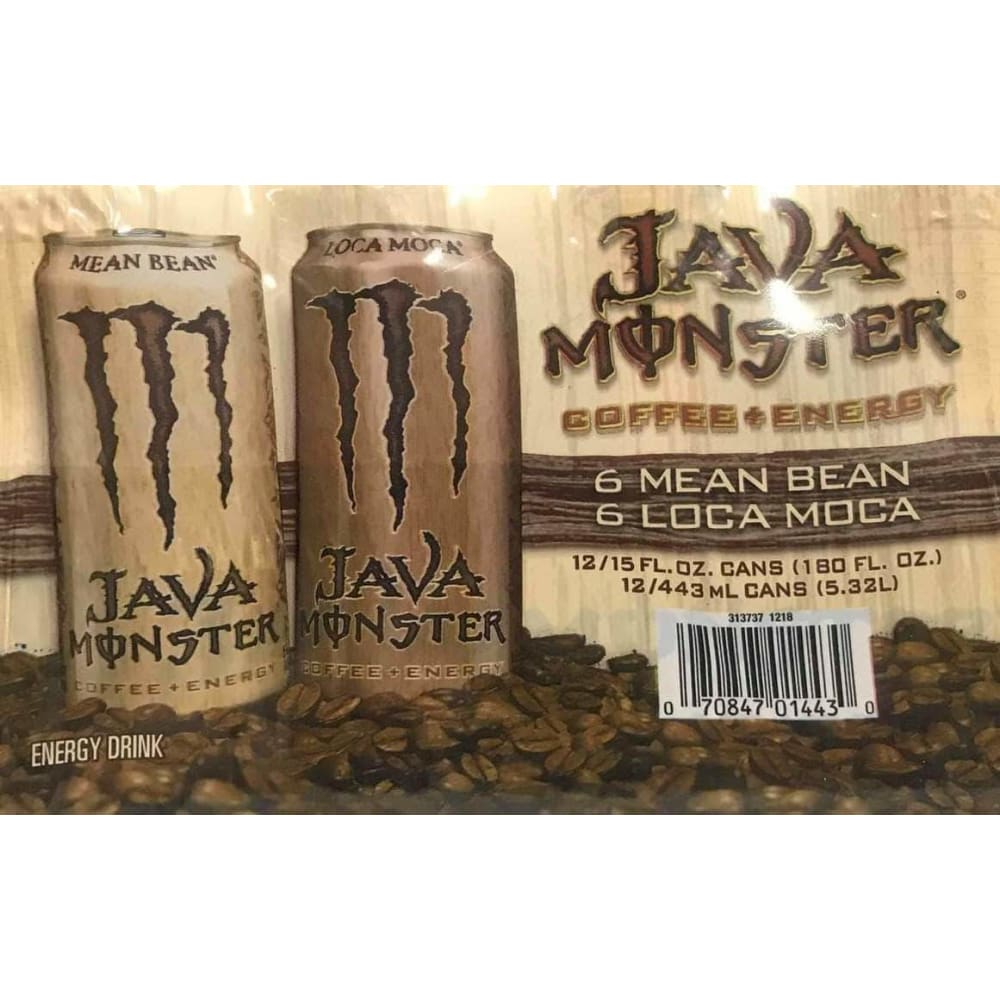 MEAN BEAN®
JAVA
MONSTER
COFFEE + ENERGY
LOCA MOCA®
JAVA
MONSTER
COFFEE + ENERGY
ENERGY DRINK
JAVA
MONSTER®
COFFEE + ENERGY
6 MEAN BEAN
6 LOCA MOCA
12/15 FL. OZ. CANS (180 FL. OZ.)
12/443 ML CANS (5.32L)
313737 1218
0 70847 01443 0